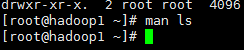 drwxr-xr-x.  2 root root 4096
[root@hadoop1 ~]# man ls
[root@hadoop1 ~]#